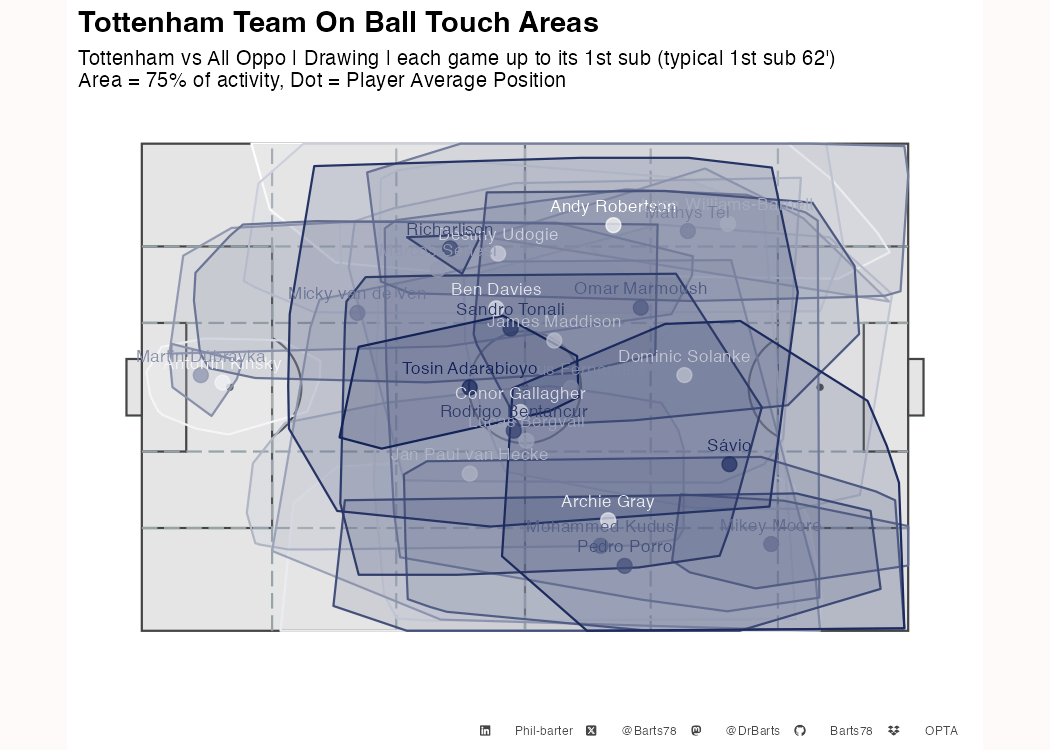 Tottenham Team On Ball Touch Areas
Tottenham vs All Oppo | Drawing | each game up to its 1st sub (typical 1st sub 62')
Area = 75% of activity, Dot = Player Average Position
Andy Robertson
Mathys Tel
Richarlison
Destiny Udogie
Micky van de Ven
Ben Davies
Omar Marmoush
Sandro Tonali
James Maddison
Martin Dubravka
Antonin Kinsky
Dominic Solanke
Tosin Adarabioyo
Conor Gallagher
Rodrigo Bentancur
Lucas Bergvall
Jan Paul van Hecke
Sávio
Archie Gray
Mohammed Kudus
Mikey Moore
Pedro Porro
Phil-barter @Barts78 @DrBarts Barts78 OPTA